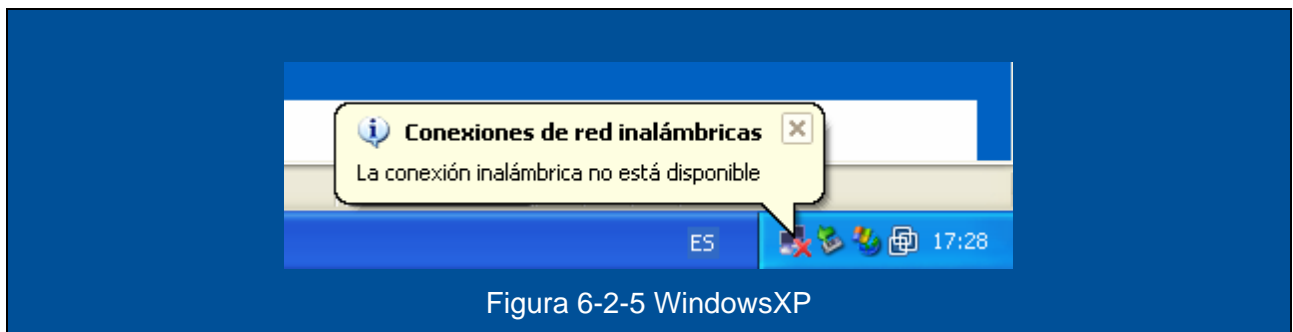 Conexiones de red inalámbricas
La conexión inalámbrica no está disponible
ES
17:28
Figura 6-2-5 WindowsXP